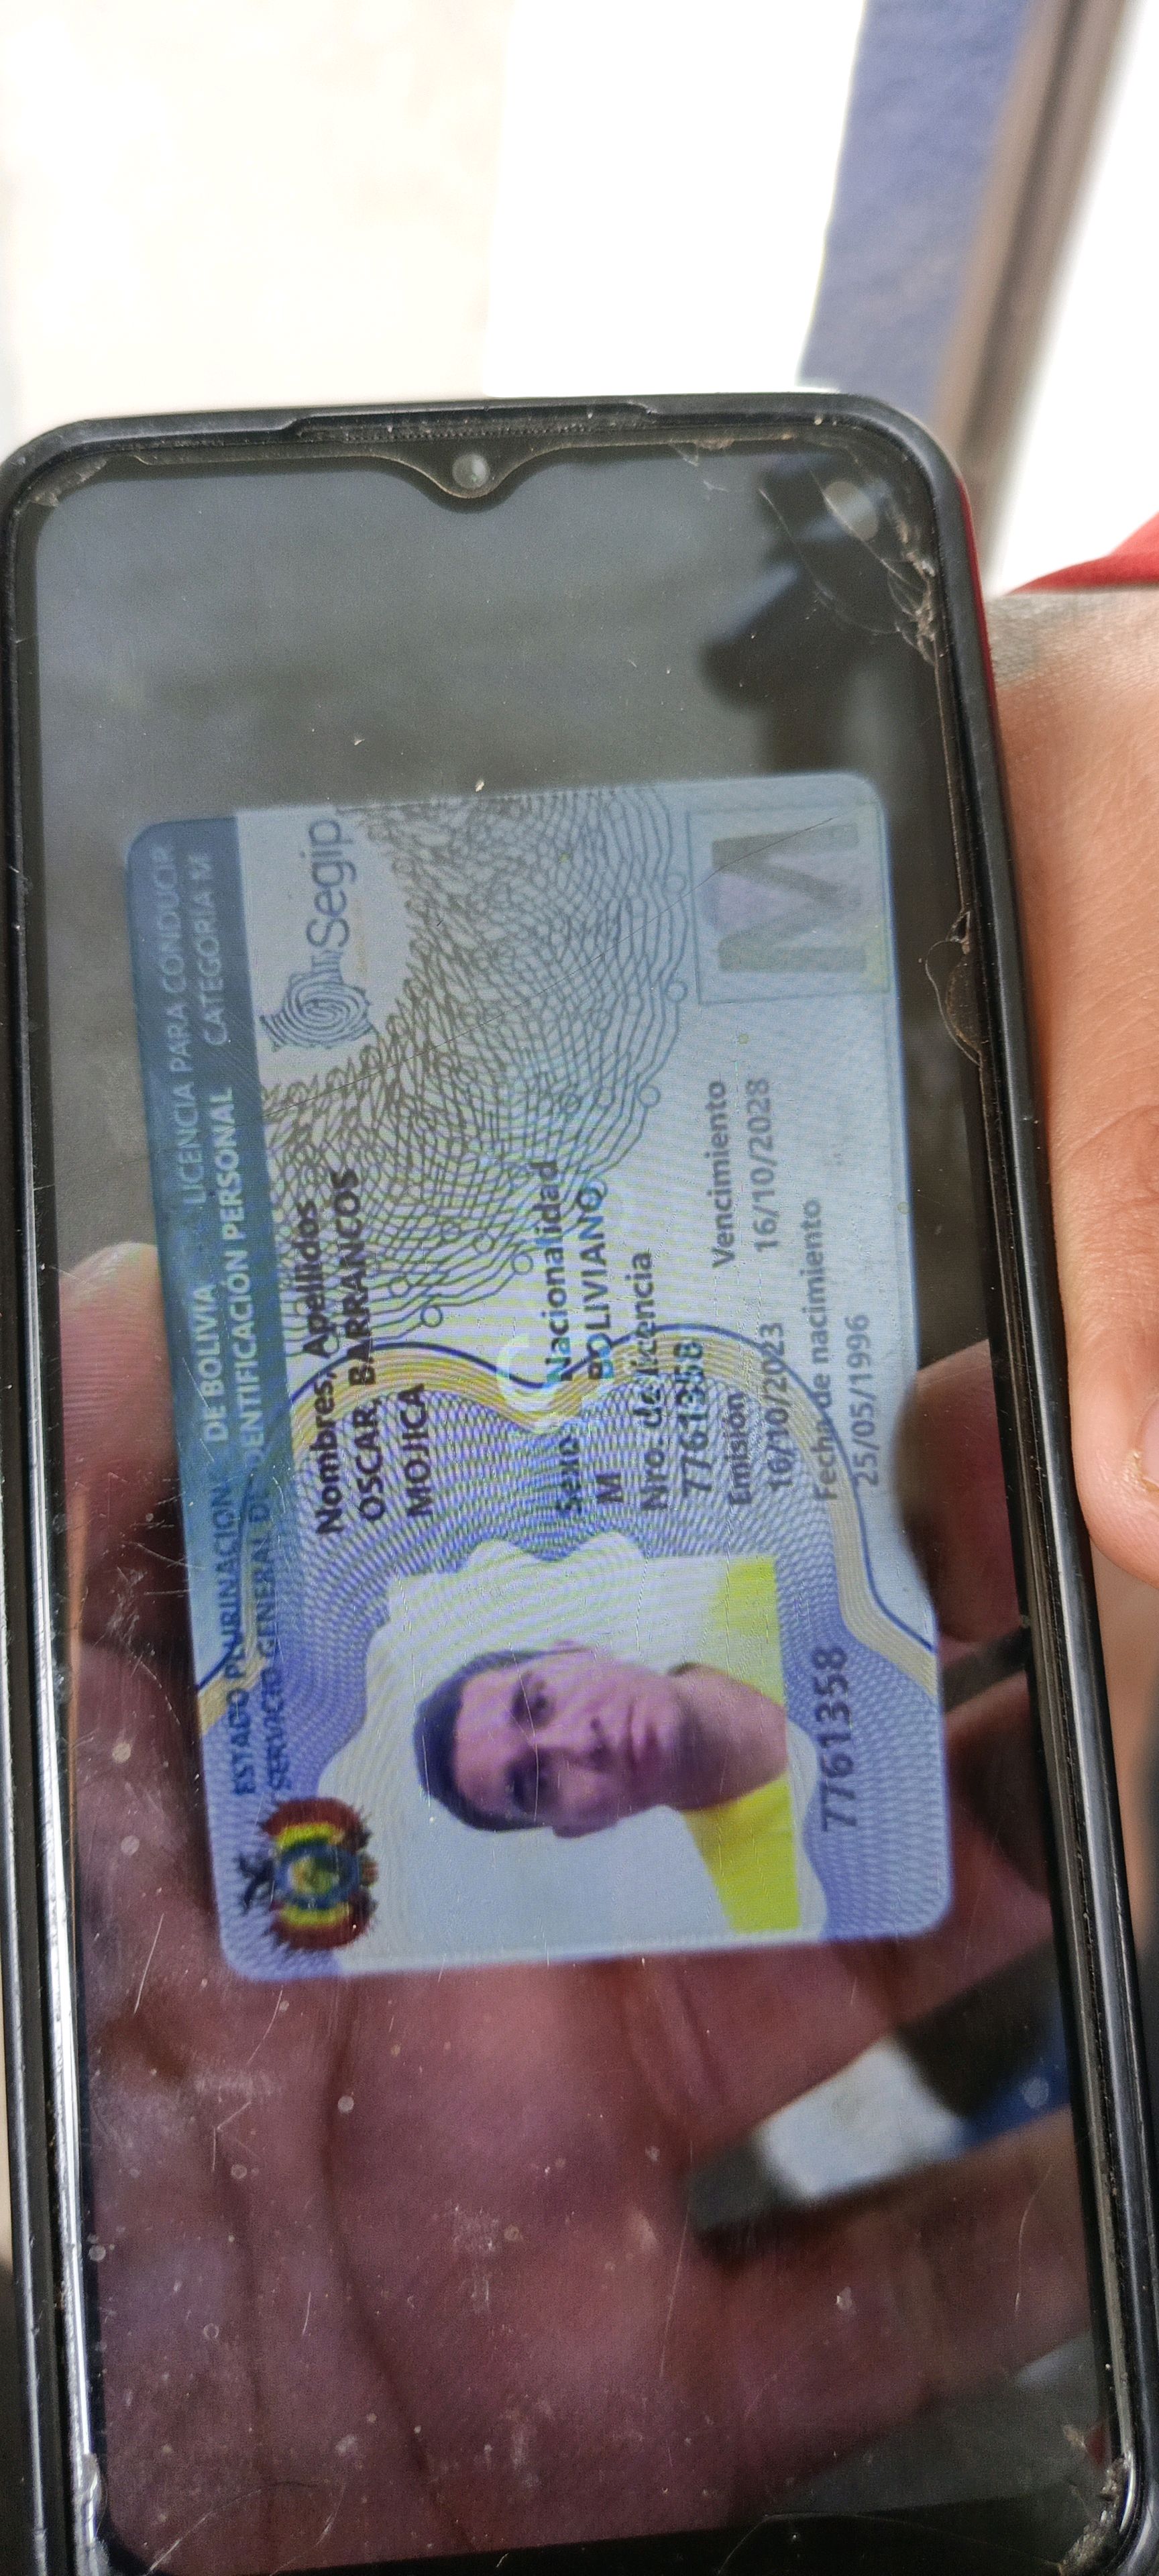 ESTADO PLURINACIONAL DE BOLIVIA
SERVICIO GENERAL DE IDENTIFICACIÓN PERSONAL
LICENCIA PARA CONDUCIR
CATEGORIA M
Segip
Nombres, Apellidos
OSCAR BARRANCOS
MOJICA
Sexo Nacionalidad
M BOLIVIANO
Nro. de licencia
7761358
Emisión Vencimiento
16/10/2023 16/10/2028
Fecha de nacimiento
25/05/1996
7761358
M